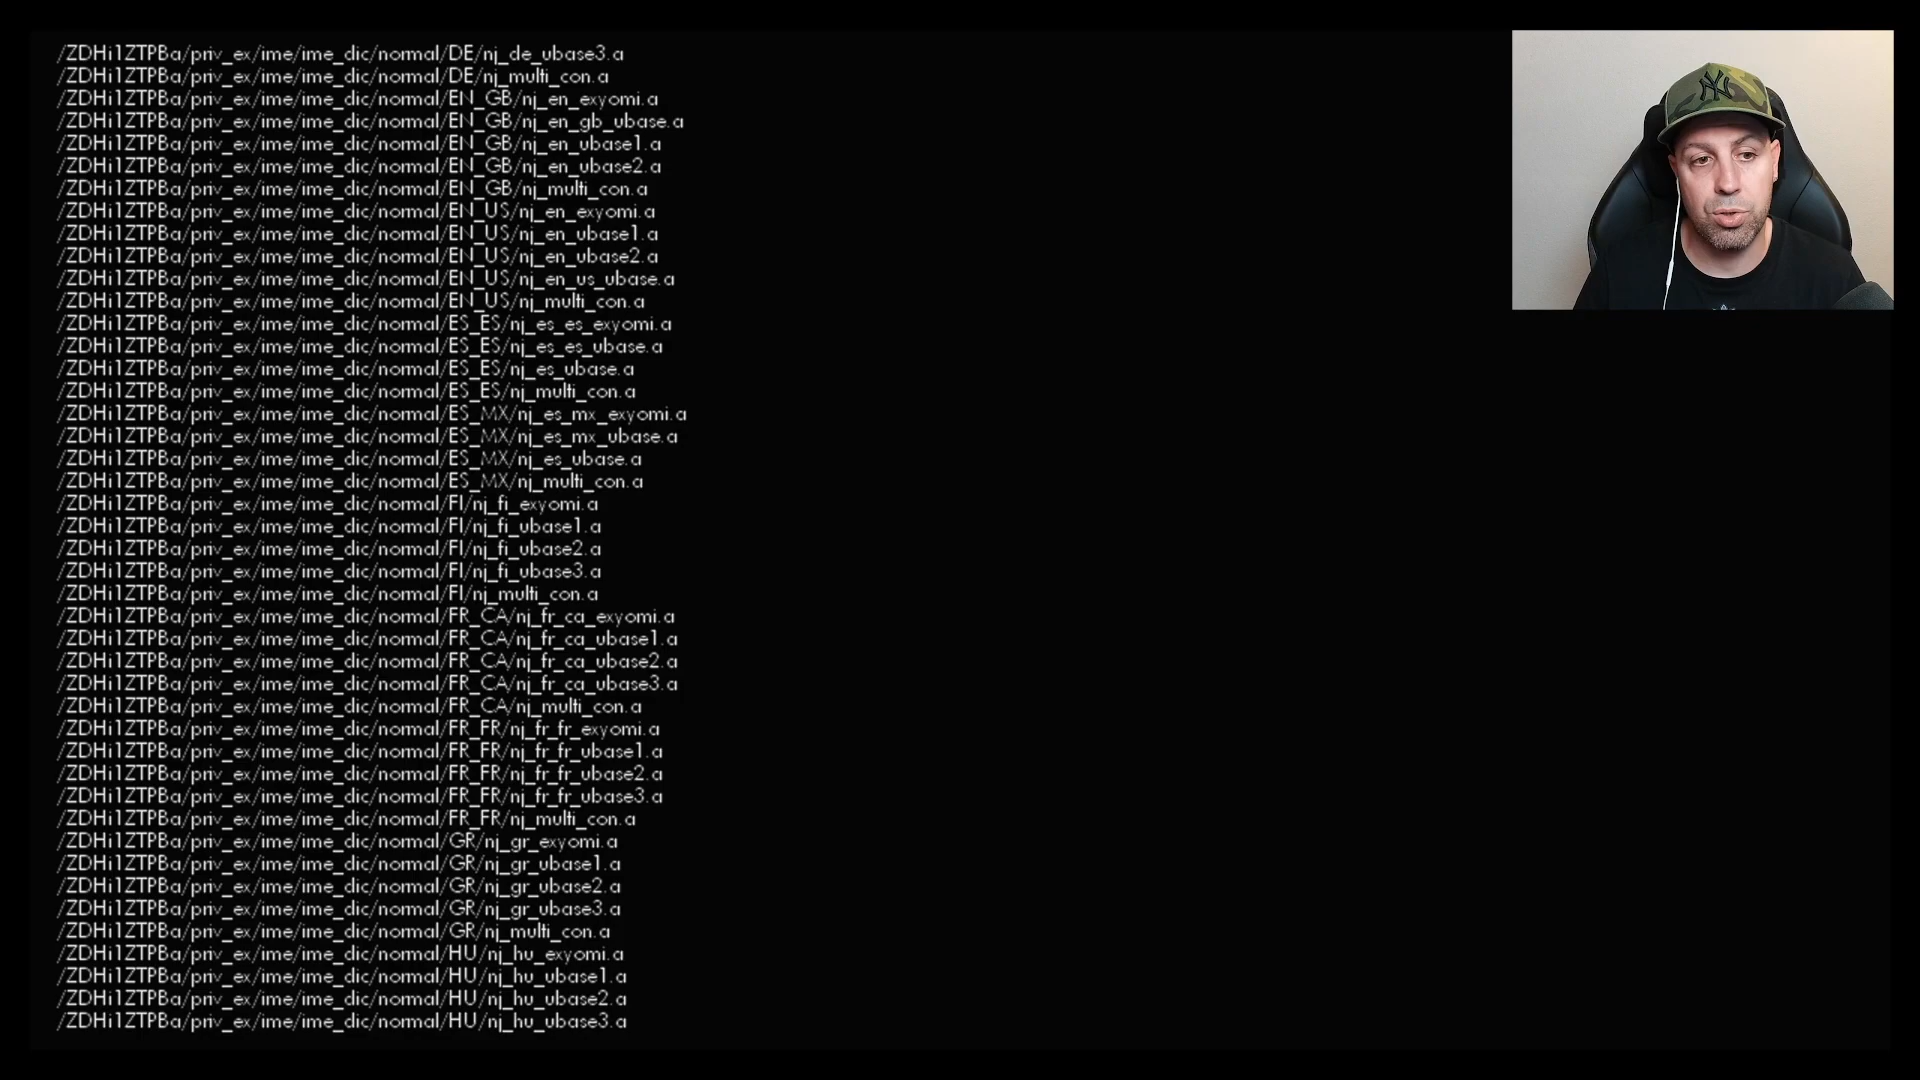 /ZDHi1ZTPBa/priv_ex/ime/ime_dic/normal/DE/nj_de_ubase3.a
/ZDHi1ZTPBa/priv_ex/ime/ime_dic/normal/DE/nj_multi_con.a
/ZDHi1ZTPBa/priv_ex/ime/ime_dic/normal/EN_GB/nj_en_exyomi.a
/ZDHi1ZTPBa/priv_ex/ime/ime_dic/normal/EN_GB/nj_en_gb_ubase.a
/ZDHi1ZTPBa/priv_ex/ime/ime_dic/normal/EN_GB/nj_en_ubase1.a
/ZDHi1ZTPBa/priv_ex/ime/ime_dic/normal/EN_GB/nj_en_ubase2.a
/ZDHi1ZTPBa/priv_ex/ime/ime_dic/normal/EN_GB/nj_multi_con.a
/ZDHi1ZTPBa/priv_ex/ime/ime_dic/normal/EN_US/nj_en_exyomi.a
/ZDHi1ZTPBa/priv_ex/ime/ime_dic/normal/EN_US/nj_en_ubase1.a
/ZDHi1ZTPBa/priv_ex/ime/ime_dic/normal/EN_US/nj_en_ubase2.a
/ZDHi1ZTPBa/priv_ex/ime/ime_dic/normal/EN_US/nj_en_us_ubase.a
/ZDHi1ZTPBa/priv_ex/ime/ime_dic/normal/EN_US/nj_multi_con.a
/ZDHi1ZTPBa/priv_ex/ime/ime_dic/normal/ES_ES/nj_es_es_exyomi.a
/ZDHi1ZTPBa/priv_ex/ime/ime_dic/normal/ES_ES/nj_es_es_ubase.a
/ZDHi1ZTPBa/priv_ex/ime/ime_dic/normal/ES_ES/nj_es_ubase.a
/ZDHi1ZTPBa/priv_ex/ime/ime_dic/normal/ES_ES/nj_multi_con.a
/ZDHi1ZTPBa/priv_ex/ime/ime_dic/normal/ES_MX/nj_es_mx_exyomi.a
/ZDHi1ZTPBa/priv_ex/ime/ime_dic/normal/ES_MX/nj_es_mx_ubase.a
/ZDHi1ZTPBa/priv_ex/ime/ime_dic/normal/ES_MX/nj_es_ubase.a
/ZDHi1ZTPBa/priv_ex/ime/ime_dic/normal/ES_MX/nj_multi_con.a
/ZDHi1ZTPBa/priv_ex/ime/ime_dic/normal/FI/nj_fi_exyomi.a
/ZDHi1ZTPBa/priv_ex/ime/ime_dic/normal/FI/nj_fi_ubase1.a
/ZDHi1ZTPBa/priv_ex/ime/ime_dic/normal/FI/nj_fi_ubase2.a
/ZDHi1ZTPBa/priv_ex/ime/ime_dic/normal/FI/nj_fi_ubase3.a
/ZDHi1ZTPBa/priv_ex/ime/ime_dic/normal/FI/nj_multi_con.a
/ZDHi1ZTPBa/priv_ex/ime/ime_dic/normal/FR_CA/nj_fr_ca_exyomi.a
/ZDHi1ZTPBa/priv_ex/ime/ime_dic/normal/FR_CA/nj_fr_ca_ubase1.a
/ZDHi1ZTPBa/priv_ex/ime/ime_dic/normal/FR_CA/nj_fr_ca_ubase2.a
/ZDHi1ZTPBa/priv_ex/ime/ime_dic/normal/FR_CA/nj_fr_ca_ubase3.a
/ZDHi1ZTPBa/priv_ex/ime/ime_dic/normal/FR_CA/nj_multi_con.a
/ZDHi1ZTPBa/priv_ex/ime/ime_dic/normal/FR_FR/nj_fr_fr_exyomi.a
/ZDHi1ZTPBa/priv_ex/ime/ime_dic/normal/FR_FR/nj_fr_fr_ubase1.a
/ZDHi1ZTPBa/priv_ex/ime/ime_dic/normal/FR_FR/nj_fr_fr_ubase2.a
/ZDHi1ZTPBa/priv_ex/ime/ime_dic/normal/FR_FR/nj_fr_fr_ubase3.a
/ZDHi1ZTPBa/priv_ex/ime/ime_dic/normal/FR_FR/nj_multi_con.a
/ZDHi1ZTPBa/priv_ex/ime/ime_dic/normal/GR/nj_gr_exyomi.a
/ZDHi1ZTPBa/priv_ex/ime/ime_dic/normal/GR/nj_gr_ubase1.a
/ZDHi1ZTPBa/priv_ex/ime/ime_dic/normal/GR/nj_gr_ubase2.a
/ZDHi1ZTPBa/priv_ex/ime/ime_dic/normal/GR/nj_gr_ubase3.a
/ZDHi1ZTPBa/priv_ex/ime/ime_dic/normal/GR/nj_multi_con.a
/ZDHi1ZTPBa/priv_ex/ime/ime_dic/normal/HU/nj_hu_exyomi.a
/ZDHi1ZTPBa/priv_ex/ime/ime_dic/normal/HU/nj_hu_ubase1.a
/ZDHi1ZTPBa/priv_ex/ime/ime_dic/normal/HU/nj_hu_ubase2.a
/ZDHi1ZTPBa/priv_ex/ime/ime_dic/normal/HU/nj_hu_ubase3.a
NY